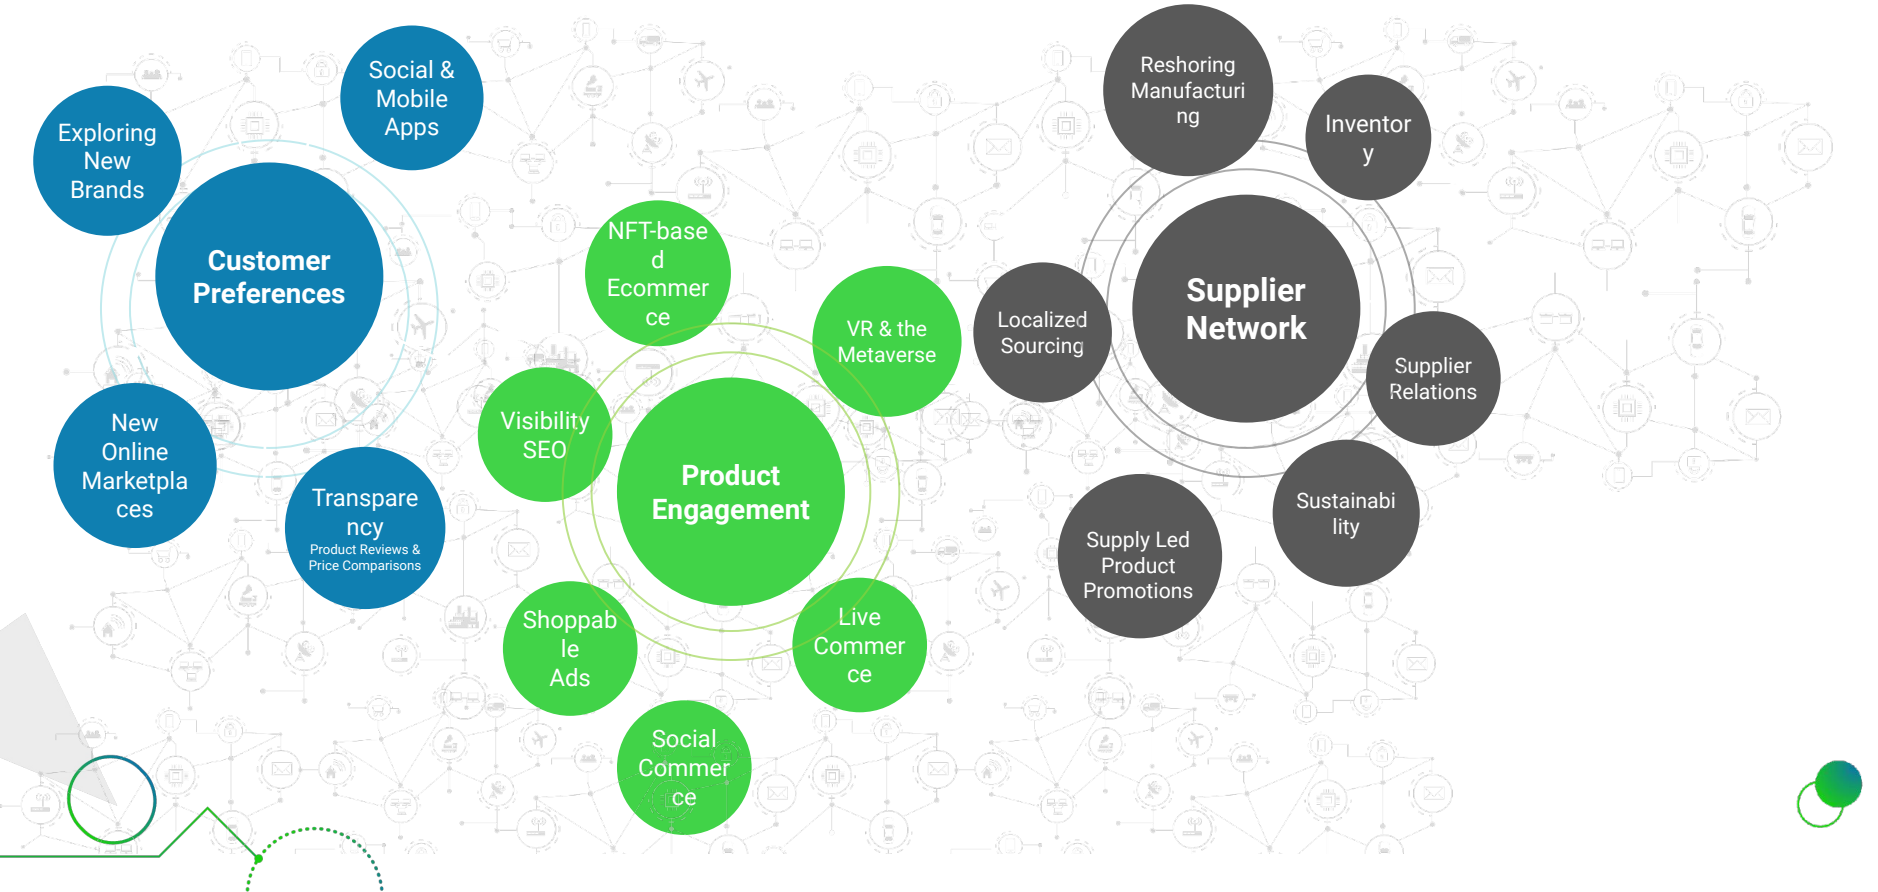 Social &
Mobile
Apps
Exploring
New
Brands
Customer
Preferences
New
Online
Marketpla
ces
Transpare
ncy
Product Reviews &
Price Comparisons
NFT-base
d
Ecommer
ce
VR & the
Metaverse
Visibility
SEO
Product
Engagement
Shoppab
le
Ads
Live
Commer
ce
Social
Commer
ce
Reshoring
Manufacturi
ng
Inventor
y
Supplier
Network
Localized
Sourcing
Supplier
Relations
Sustainabi
lity
Supply Led
Product
Promotions